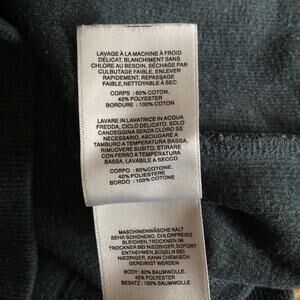 LAVAGE À LA MACHINE À FROID
DÉLICAT, BLANCHIMENT SANS
CHLORE AU BESOIN, SÉCHAGE PAR
CULBUTAGE FAIBLE, ENLEVER
RAPIDEMENT, REPASSAGE
FAIBLE, NETTOYABLE À SEC
CORPS : 60% COTON,
40% POLYESTER
BORDURE : 100% COTON
LAVARE IN LAVATRICE IN ACQUA
FREDDA, CICLO DELICATO, SOLO
CANDEGGINA SENZA CLORO SE
NECESSARIO, ASCIUGARE A
TAMBURO A TEMPERATURA BASSA,
RIMUOVERE SUBITO, STIRARE
CON FERRO A TEMPERATURA
BASSA, LAVABILE A SECCO
CORPO : 60%COTONE,
40% POLIESTERE
BORDO : 100% COTONE
MASCHINENWÄSCHE KALT
SEHR SCHONEND, CHLORFREIES
BLEICHEN, TROCKNEN IM
TROCKNER BEI NIEDRIGER, SOFORT
ENTNEHMEN, BÜGELN BEI
NIEDRIGER, KANN CHEMISCH
GEREINIGT WERDEN
BODY : 60% BAUMWOLLE,
40% POLYESTER
BESATZ : 100% BAUMWOLLE